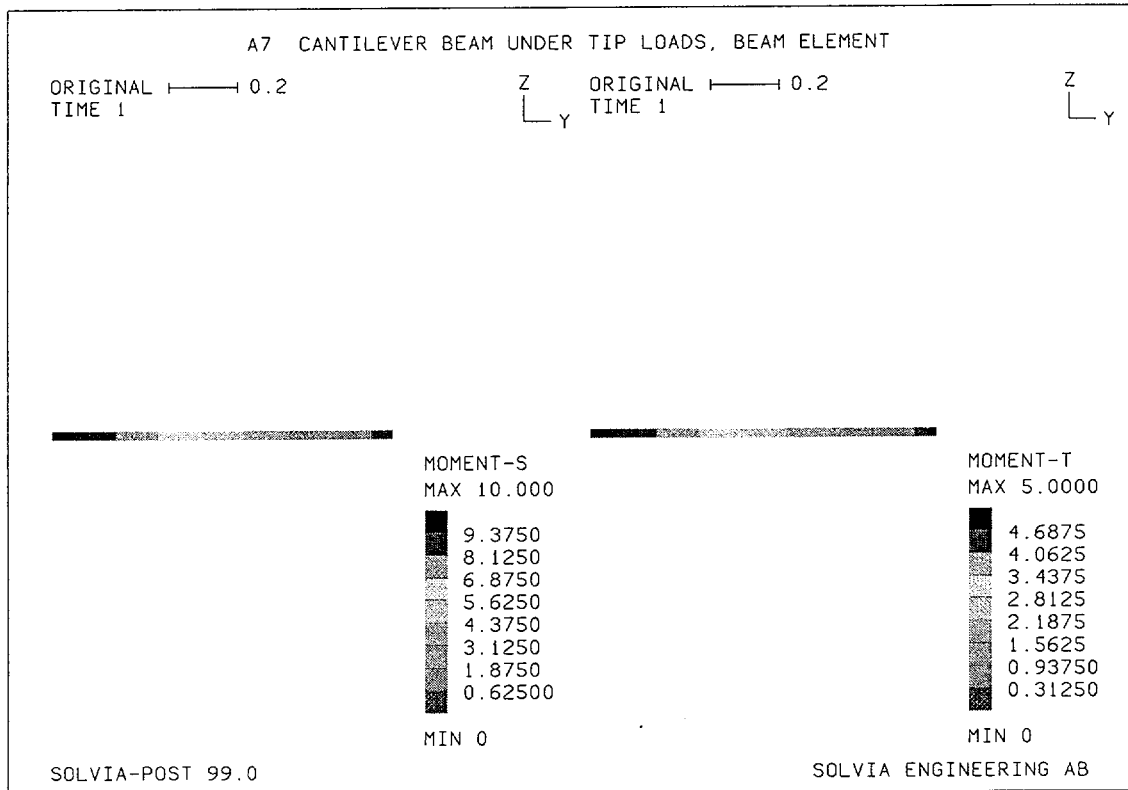 A7 CANTILEVER BEAM UNDER TIP LOADS, BEAM ELEMENT
ORIGINAL 0.2
TIME 1
Z
Y
ORIGINAL 0.2
TIME 1
Z
Y
MOMENT-S
MAX 10.000
9.3750
8.1250
6.8750
5.6250
4.3750
3.1250
1.8750
0.62500
MIN 0
MOMENT-T
MAX 5.0000
4.6875
4.0625
3.4375
2.8125
2.1875
1.5625
0.93750
0.31250
MIN 0
SOLVIA-POST 99.0
SOLVIA ENGINEERING AB